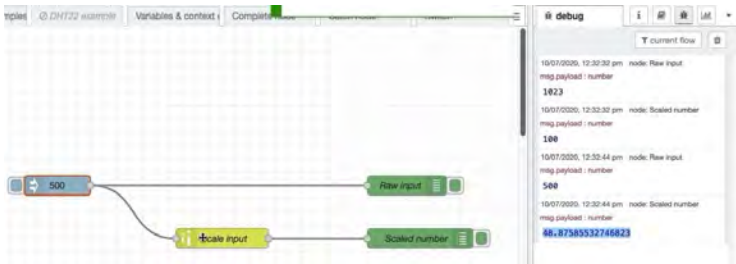 mples DHT22 example Variables & context Complete node
debug
current flow
10/07/2020, 12:32:32 pm node: Raw input
msg.payload : number
1023
10/07/2020, 12:32:32 pm node: Scaled number
msg.payload : number
100
10/07/2020, 12:32:44 pm node: Raw input
msg.payload : number
500
10/07/2020, 12:32:44 pm node: Scaled number
msg.payload : number
48.87585532746823
500
Raw input
scale input
Scaled number